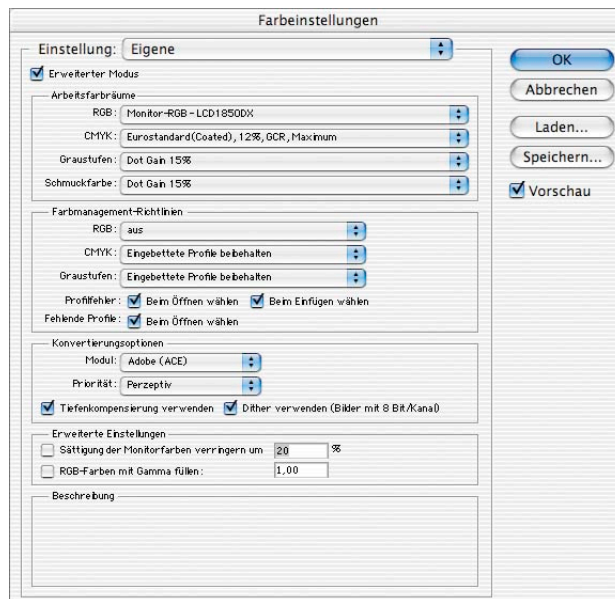 Farbeinstellungen
Einstellung: Eigene
OK
Erweiterter Modus
Abbrechen
Arbeitsfarbräume
RGB: Monitor-RGB - LCD1850DX
Laden...
CMYK: Eurostandard(Coated), 12%, GCR, Maximum
Graustufen: Dot Gain 15%
Speichern...
Schmuckfarbe: Dot Gain 15%
Vorschau
Farbmanagement-Richtlinien
RGB: aus
CMYK: Eingebettete Profile beibehalten
Graustufen: Eingebettete Profile beibehalten
Profilfehler: Beim Öffnen wählen Beim Einfügen wählen
Fehlende Profile: Beim Öffnen wählen
Konvertierungsoptionen
Modul: Adobe (ACE)
Priorität: Perzeptiv
Tiefenkompensierung verwenden Dither verwenden (Bilder mit 8 Bit/Kanal)
Erweiterte Einstellungen
Sättigung der Monitorfarben verringern um 20 %
RGB-Farben mit Gamma füllen: 1,00
Beschreibung